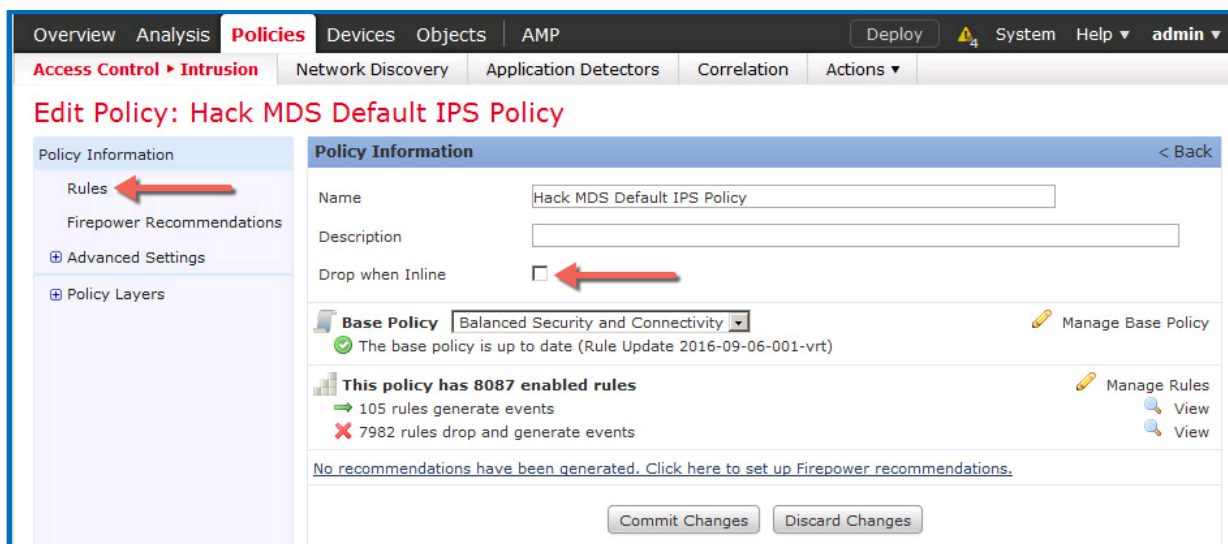 Overview Analysis Policies Devices Objects AMP Deploy 4 System Help ▾ admin ▾
Access Control ▸ Intrusion Network Discovery Application Detectors Correlation Actions ▾
Edit Policy: Hack MDS Default IPS Policy
Policy Information
Rules
Firepower Recommendations
Advanced Settings
Policy Layers
Policy Information < Back
Name Hack MDS Default IPS Policy
Description
Drop when Inline
Base Policy Balanced Security and Connectivity Manage Base Policy
The base policy is up to date (Rule Update 2016-09-06-001-vrt)
This policy has 8087 enabled rules Manage Rules
105 rules generate events View
7982 rules drop and generate events View
No recommendations have been generated. Click here to set up Firepower recommendations.
Commit Changes Discard Changes